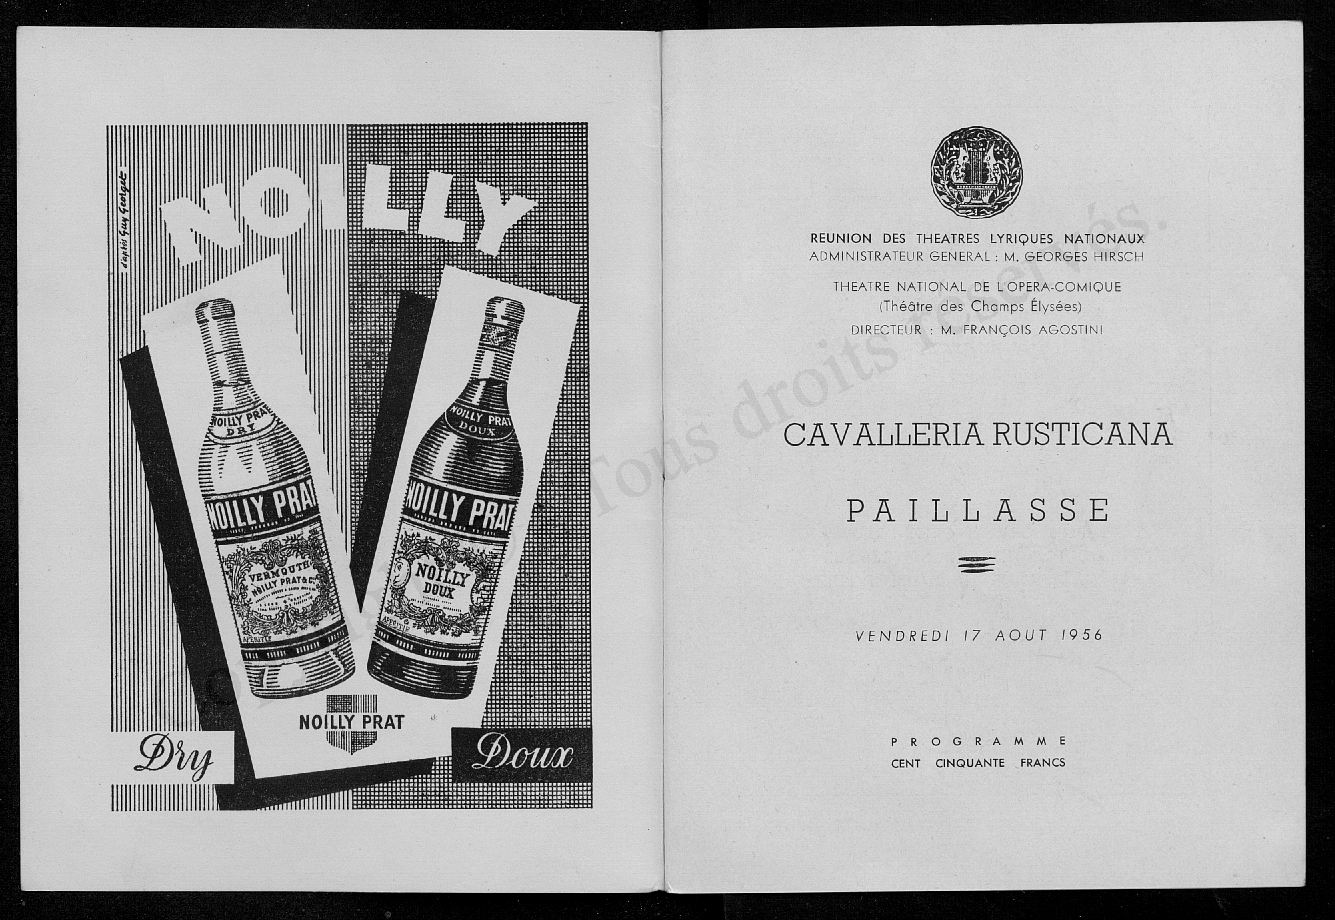 d'après Guy Georget
NOILLY
NOILLY PRAT
DRY
NOILLY PRAT
VERMOUTH
NOILLY PRAT & Cº
APERITIF
NOILLY PRAT
DOUX
NOILLY PRAT
NOILLY
DOUX
APERITIF
NOILLY PRAT
Dry
Doux
REUNION DES THEATRES LYRIQUES NATIONAUX
ADMINISTRATEUR GENERAL : M. GEORGES HIRSCH
THEATRE NATIONAL DE L'OPERA-COMIQUE
(Théâtre des Champs Élysées)
DIRECTEUR : M. FRANÇOIS AGOSTINI
CAVALLERIA RUSTICANA
PAILLASSE
VENDREDI 17 AOUT 1956
PROGRAMME
CENT CINQUANTE FRANCS
Tous droits réservés.